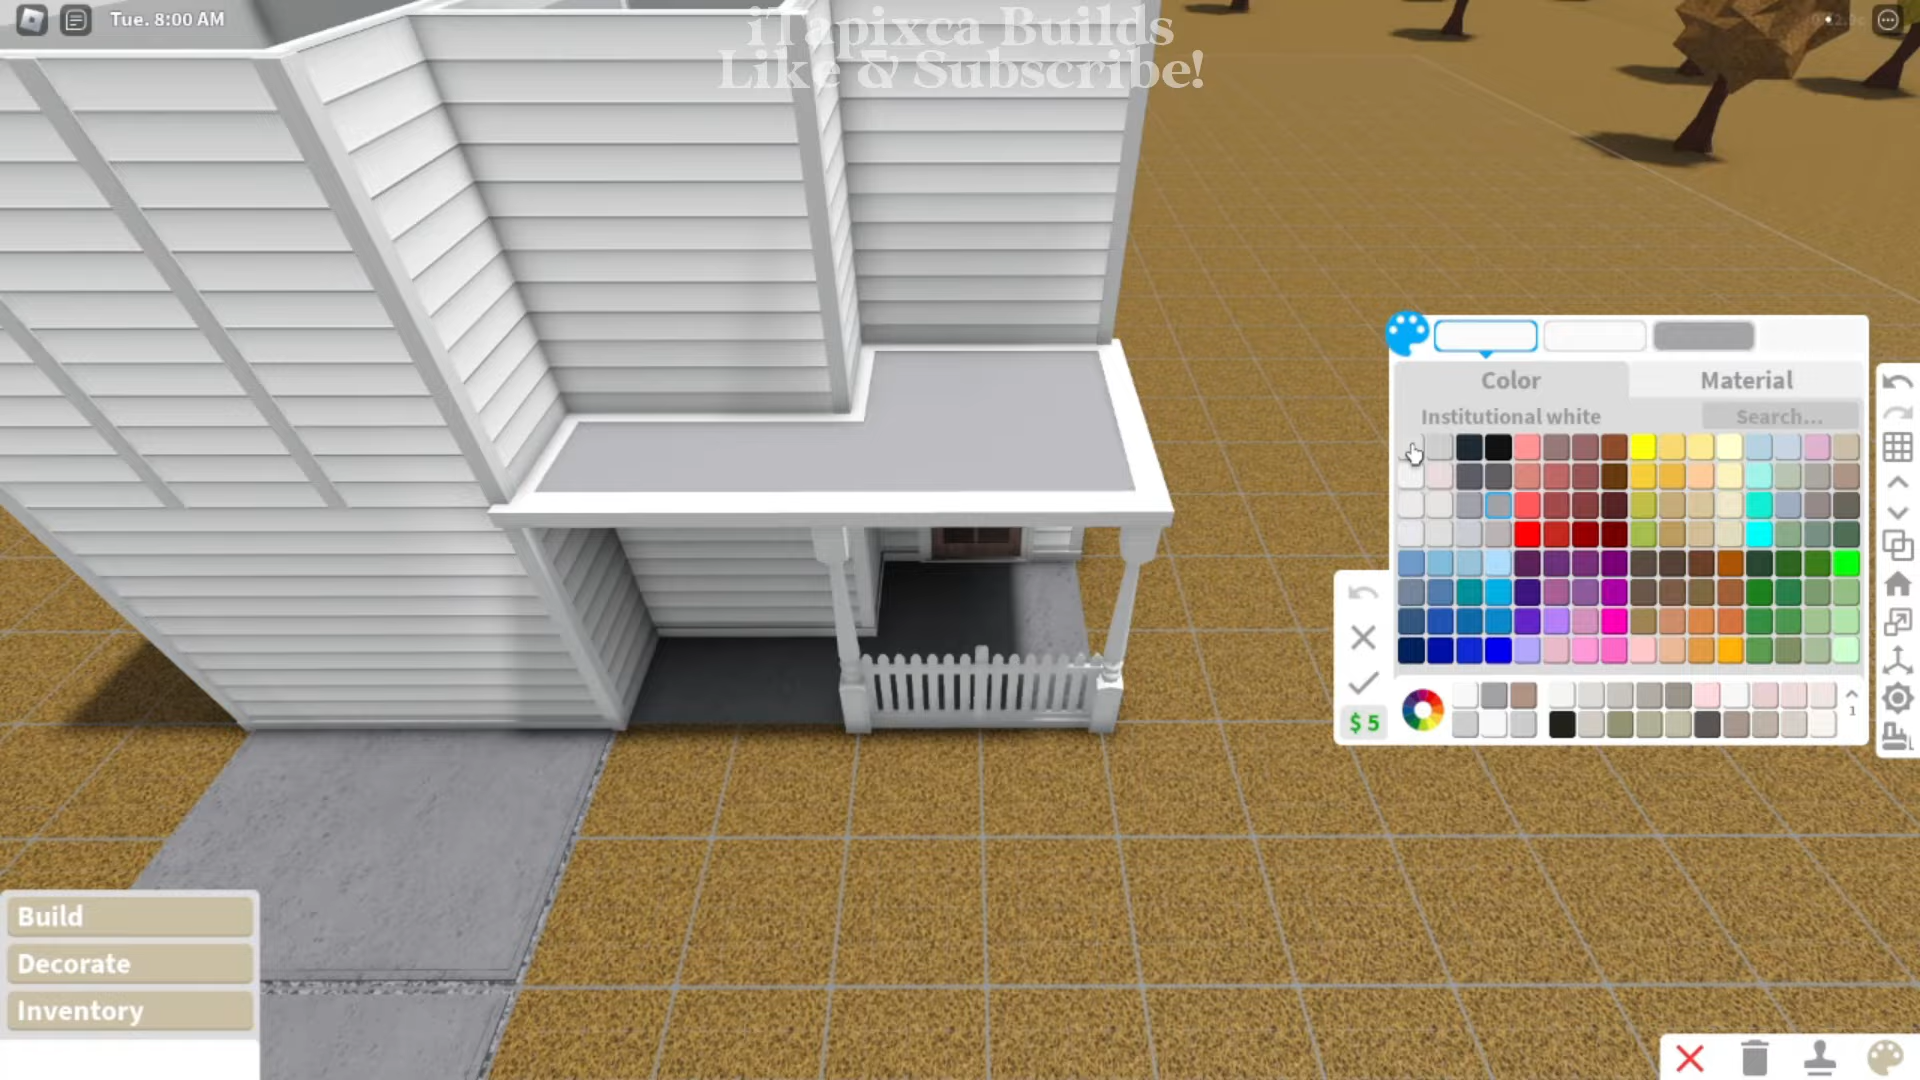 Tue. 8:00 AM
iTapixca Builds
Like & Subscribe!
Color
Material
Institutional white
Search...
$ 5
1
Build
Decorate
Inventory